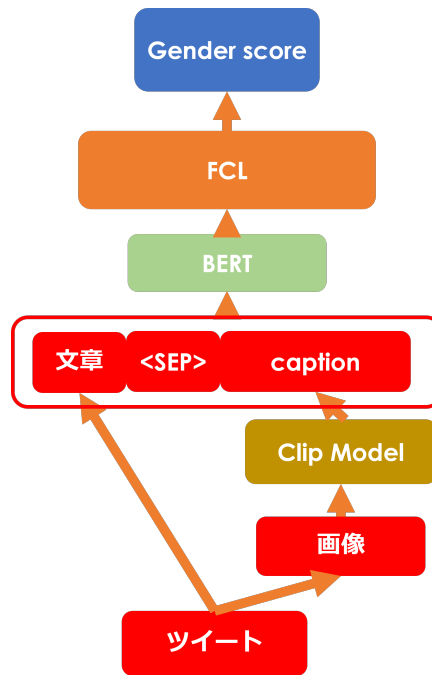 Gender score
FCL
BERT
文章 <SEP> caption
Clip Model
画像
ツイート